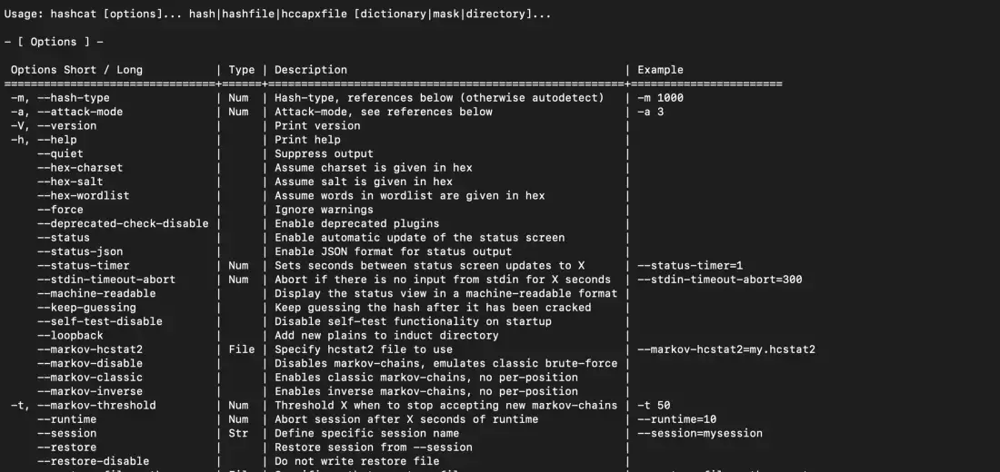 Usage: hashcat [options]... hash|hashfile|hccapxfile [dictionary|mask|directory]...
- [ Options ] -
Options Short / Long | Type | Description | Example
================================+======+======================================================+=======================
-m, --hash-type | Num | Hash-type, references below (otherwise autodetect) | -m 1000
-a, --attack-mode | Num | Attack-mode, see references below | -a 3
-V, --version | | Print version |
-h, --help | | Print help |
--quiet | | Suppress output |
--hex-charset | | Assume charset is given in hex |
--hex-salt | | Assume salt is given in hex |
--hex-wordlist | | Assume words in wordlist are given in hex |
--force | | Ignore warnings |
--deprecated-check-disable | | Enable deprecated plugins |
--status | | Enable automatic update of the status screen |
--status-json | | Enable JSON format for status output |
--status-timer | Num | Sets seconds between status screen updates to X | --status-timer=1
--stdin-timeout-abort | Num | Abort if there is no input from stdin for X seconds | --stdin-timeout-abort=300
--machine-readable | | Display the status view in a machine-readable format |
--keep-guessing | | Keep guessing the hash after it has been cracked |
--self-test-disable | | Disable self-test functionality on startup |
--loopback | | Add new plains to induct directory |
--markov-hcstat2 | File | Specify hcstat2 file to use | --markov-hcstat2=my.hcstat2
--markov-disable | | Disables markov-chains, emulates classic brute-force |
--markov-classic | | Enables classic markov-chains, no per-position |
--markov-inverse | | Enables inverse markov-chains, no per-position |
-t, --markov-threshold | Num | Threshold X when to stop accepting new markov-chains | -t 50
--runtime | Num | Abort session after X seconds of runtime | --runtime=10
--session | Str | Define specific session name | --session=mysession
--restore | | Restore session from --session |
--restore-disable | | Do not write restore file |